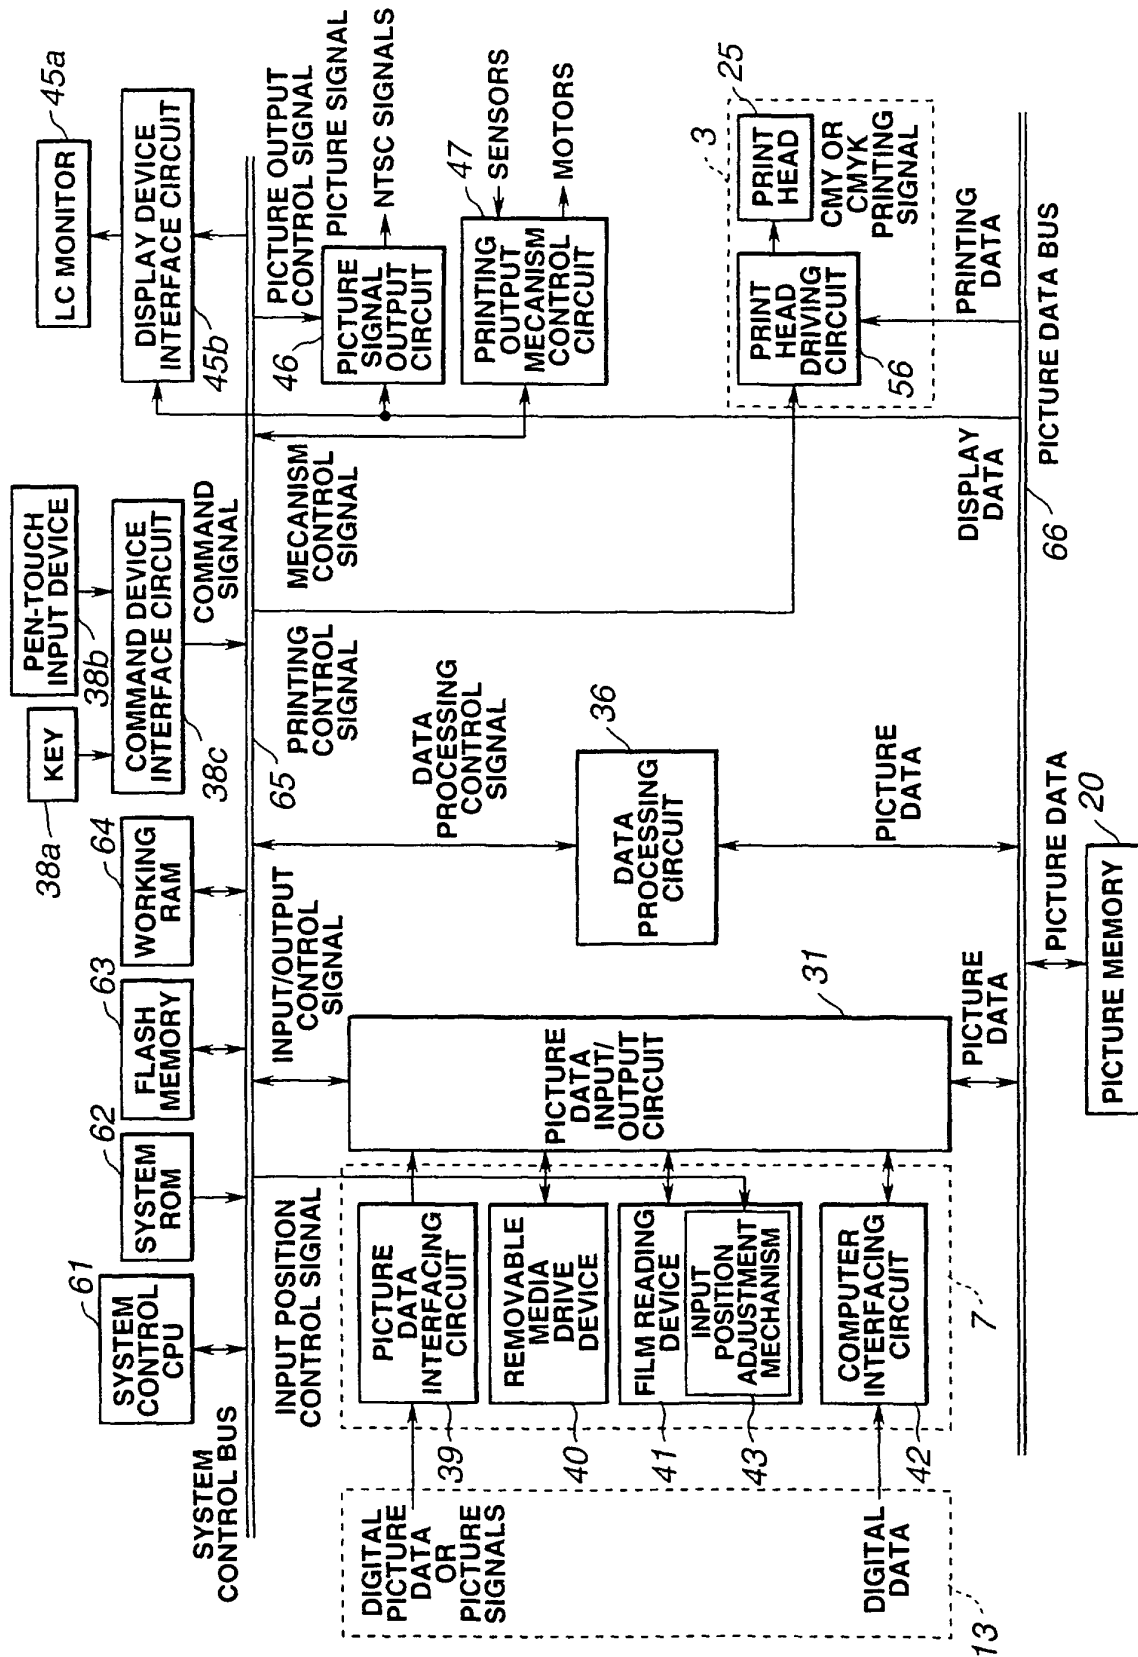 LC MONITOR
45a
DISPLAY DEVICE
INTERFACE CIRCUIT
45b
PEN-TOUCH
INPUT DEVICE
38b
KEY
38a
COMMAND DEVICE
INTERFACE CIRCUIT
38c
COMMAND
SIGNAL
61
SYSTEM
CONTROL
CPU
62
SYSTEM
ROM
63
FLASH
MEMORY
64
WORKING
RAM
SYSTEM
CONTROL BUS
65
INPUT POSITION
CONTROL SIGNAL
INPUT/OUTPUT
CONTROL
SIGNAL
DATA
PROCESSING
CONTROL
SIGNAL
PRINTING
CONTROL
SIGNAL
MECANISM
CONTROL
SIGNAL
PICTURE OUTPUT
CONTROL SIGNAL
PICTURE SIGNAL
NTSC SIGNALS
46
PICTURE
SIGNAL
OUTPUT
CIRCUIT
47
PRINTING
OUTPUT
MECANISM
CONTROL
CIRCUIT
SENSORS
MOTORS
DIGITAL
PICTURE
DATA
OR
PICTURE
SIGNALS
DIGITAL
DATA
13
PICTURE
DATA
INTERFACING
CIRCUIT
39
REMOVABLE
MEDIA
DRIVE
DEVICE
40
FILM READING
DEVICE
41
INPUT
POSITION
ADJUSTMENT
MECHANISM
43
COMPUTER
INTERFACING
CIRCUIT
42
7
PICTURE
DATA
INPUT/
OUTPUT
CIRCUIT
31
DATA
PROCESSING
CIRCUIT
36
3
25
PRINT
HEAD
CMY OR
CMYK
PRINTING
SIGNAL
PRINT
HEAD
DRIVING
CIRCUIT
56
PICTURE
DATA
PICTURE
DATA
DISPLAY
DATA
PRINTING
DATA
PICTURE DATA BUS
66
PICTURE DATA
PICTURE MEMORY
20